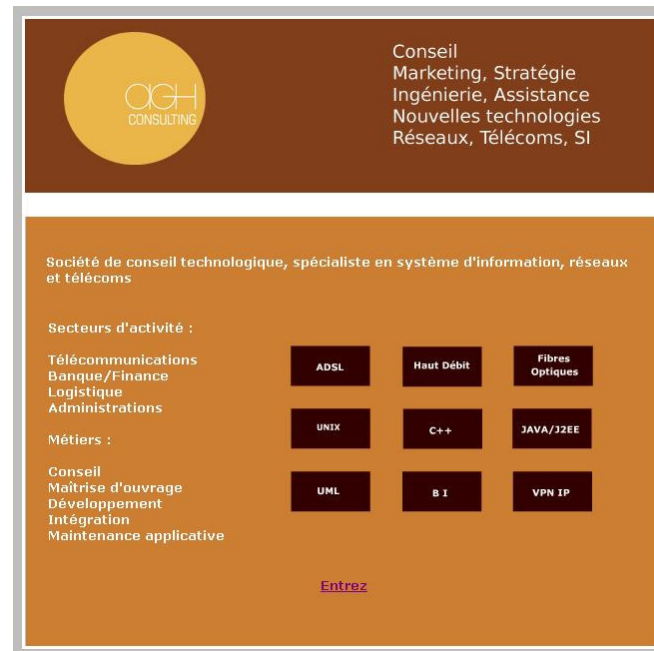 AGH
CONSULTING
Conseil
Marketing, Stratégie
Ingénierie, Assistance
Nouvelles technologies
Réseaux, Télécoms, SI
Société de conseil technologique, spécialiste en système d'information, réseaux
et télécoms
Secteurs d'activité :
Télécommunications
Banque/Finance
Logistique
Administrations
Métiers :
Conseil
Maîtrise d'ouvrage
Développement
Intégration
Maintenance applicative
ADSL
Haut Débit
Fibres
Optiques
UNIX
C++
JAVA/J2EE
UML
B I
VPN IP
Entrez